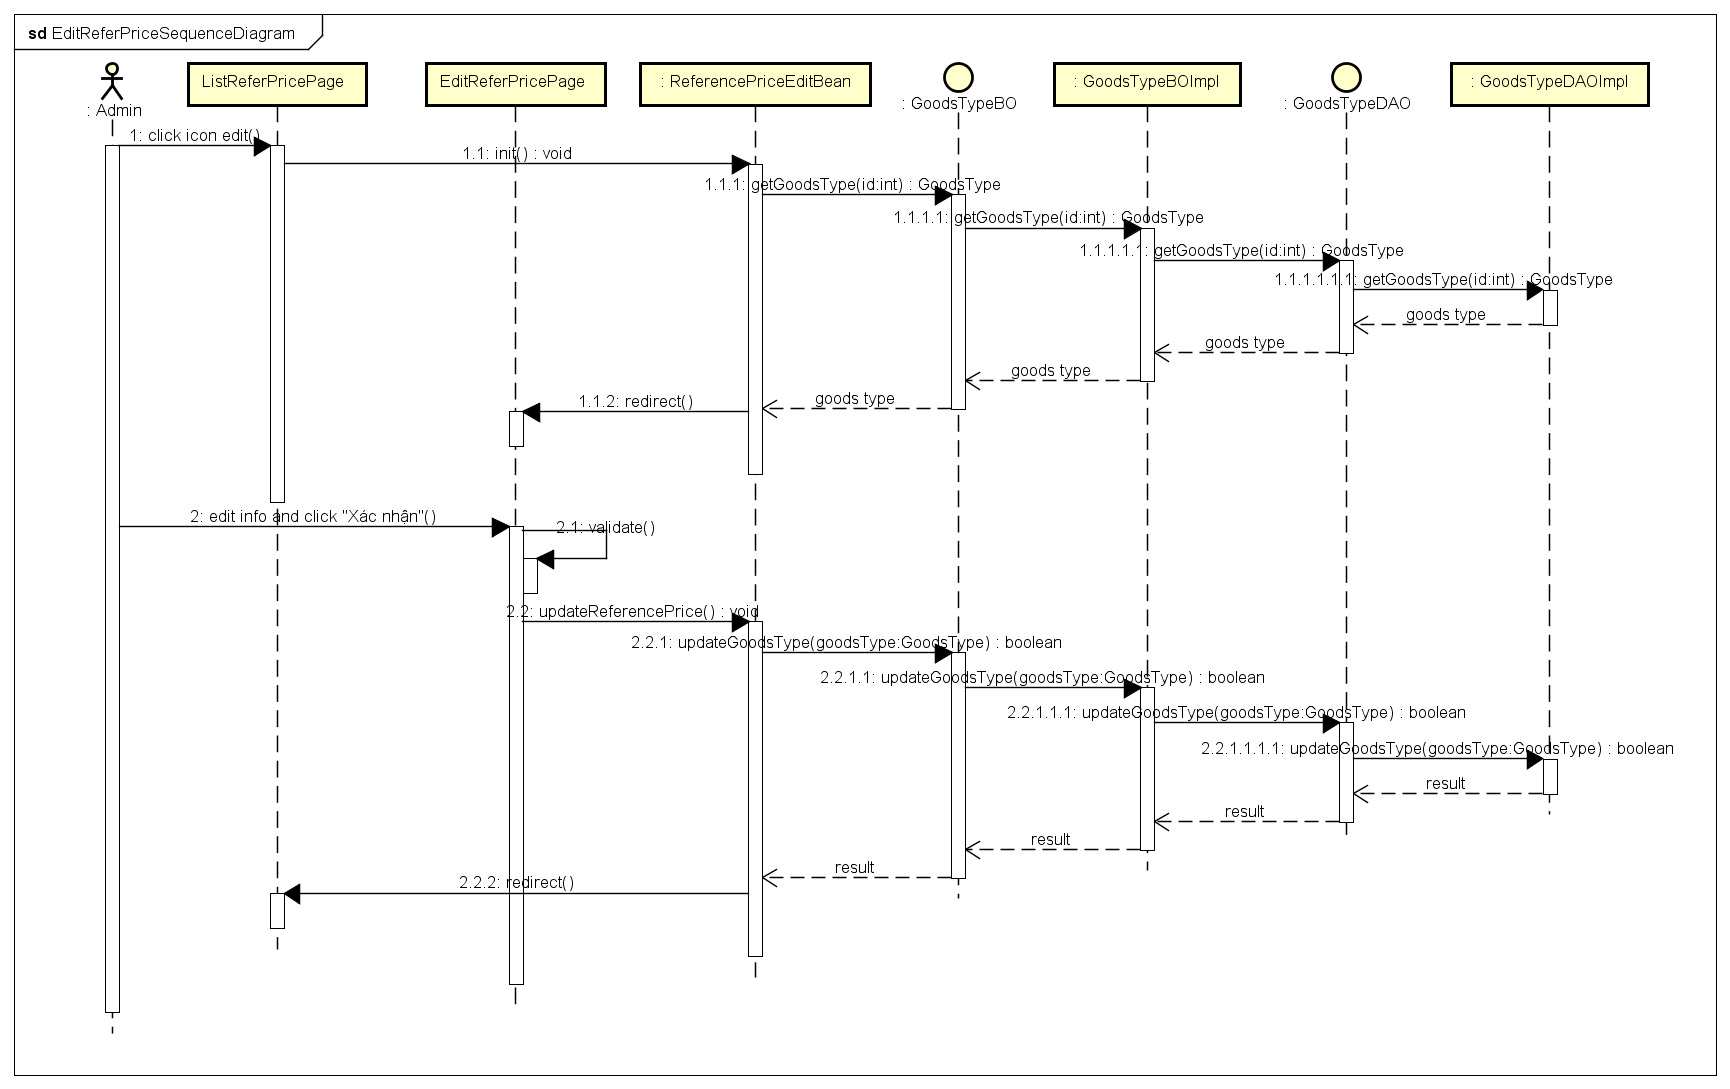 sd EditReferPriceSequenceDiagram
: Admin
ListReferPricePage
EditReferPricePage
: ReferencePriceEditBean
: GoodsTypeBO
: GoodsTypeBOImpl
: GoodsTypeDAO
: GoodsTypeDAOImpl
1: click icon edit()
1.1: init() : void
1.1.1: getGoodsType(id:int) : GoodsType
1.1.1.1: getGoodsType(id:int) : GoodsType
1.1.1.1.1: getGoodsType(id:int) : GoodsType
1.1.1.1.1.1: getGoodsType(id:int) : GoodsType
goods type
goods type
goods type
goods type
1.1.2: redirect()
2: edit info and click "Xác nhận"()
2.1: validate()
2.2: updateReferencePrice() : void
2.2.1: updateGoodsType(goodsType:GoodsType) : boolean
2.2.1.1: updateGoodsType(goodsType:GoodsType) : boolean
2.2.1.1.1: updateGoodsType(goodsType:GoodsType) : boolean
2.2.1.1.1.1: updateGoodsType(goodsType:GoodsType) : boolean
result
result
result
result
2.2.2: redirect()